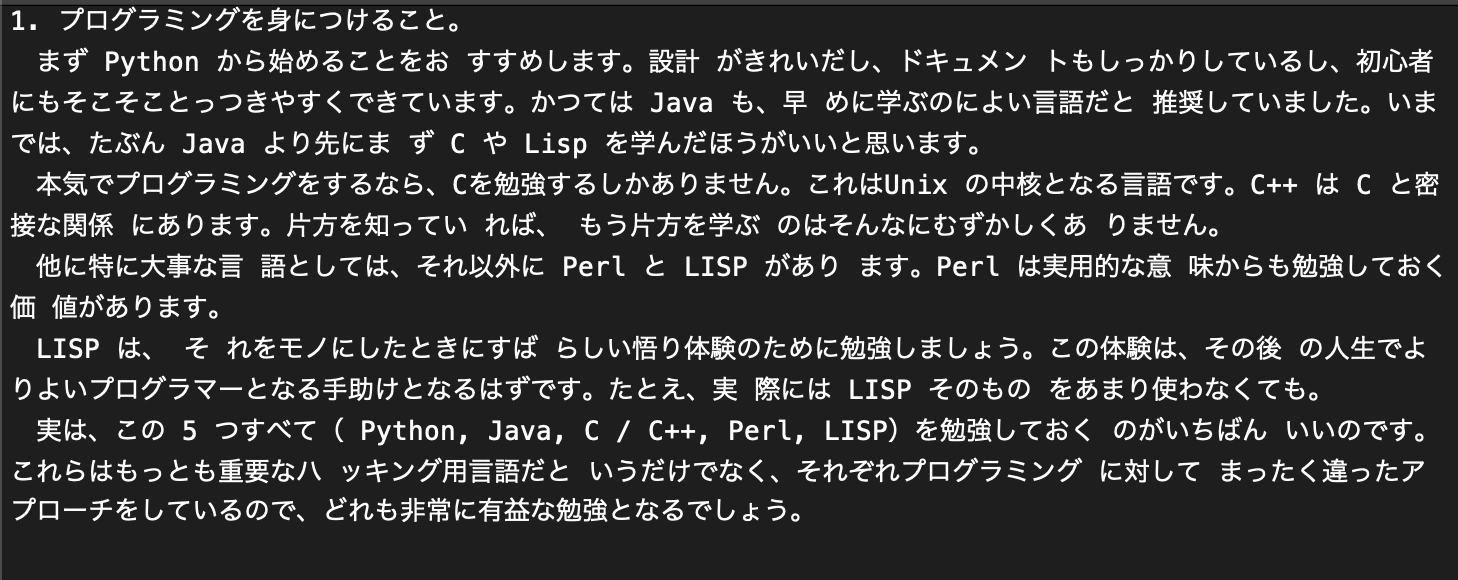 1. プログラミングを身につけること。
　まず Python から始めることをお すすめします。設計 がきれいだし、ドキュメン トもしっかりしているし、初心者
にもそこそことっつきやすくできています。かつては Java も、早 めに学ぶのによい言語だと 推奨していました。いま
では、たぶん Java より先にま ず C や Lisp を学んだほうがいいと思います。
　本気でプログラミングをするなら、Cを勉強するしかありません。これはUnix の中核となる言語です。C++ は C と密
接な関係 にあります。片方を知ってい れば、 もう片方を学ぶ のはそんなにむずかしくあ りません。
　他に特に大事な言 語としては、それ以外に Perl と LISP があり ます。Perl は実用的な意 味からも勉強しておく
価 値があります。
　LISP は、 そ れをモノにしたときにすば らしい悟り体験のために勉強しましょう。この体験は、その後 の人生でよ
りよいプログラマーとなる手助けとなるはずです。たとえ、実 際には LISP そのもの をあまり使わなくても。
　実は、この 5 つすべて（ Python, Java, C / C++, Perl, LISP）を勉強しておく のがいちばん いいのです。
これらはもっとも重要なハ ッキング用言語だと いうだけでなく、それぞれプログラミング に対して まったく違ったア
プローチをしているので、どれも非常に有益な勉強となるでしょう。